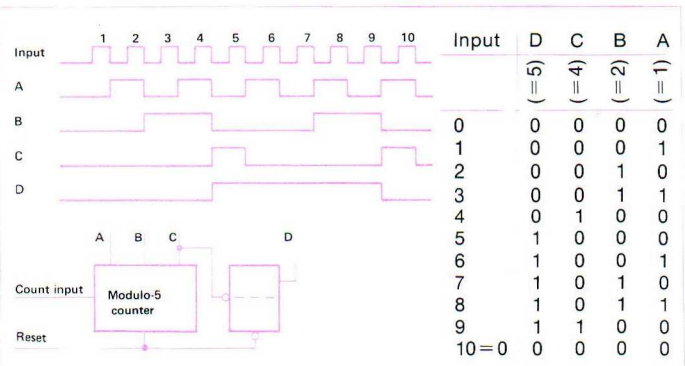 1 2 3 4 5 6 7 8 9 10
Input
A
B
C
D
A B C D
Count input
Modulo-5
counter
Reset
Input D C B A
(=5) (=4) (=2) (=1)
0 0 0 0 0
1 0 0 0 1
2 0 0 1 0
3 0 0 1 1
4 0 1 0 0
5 1 0 0 0
6 1 0 0 1
7 1 0 1 0
8 1 0 1 1
9 1 1 0 0
10=0 0 0 0 0